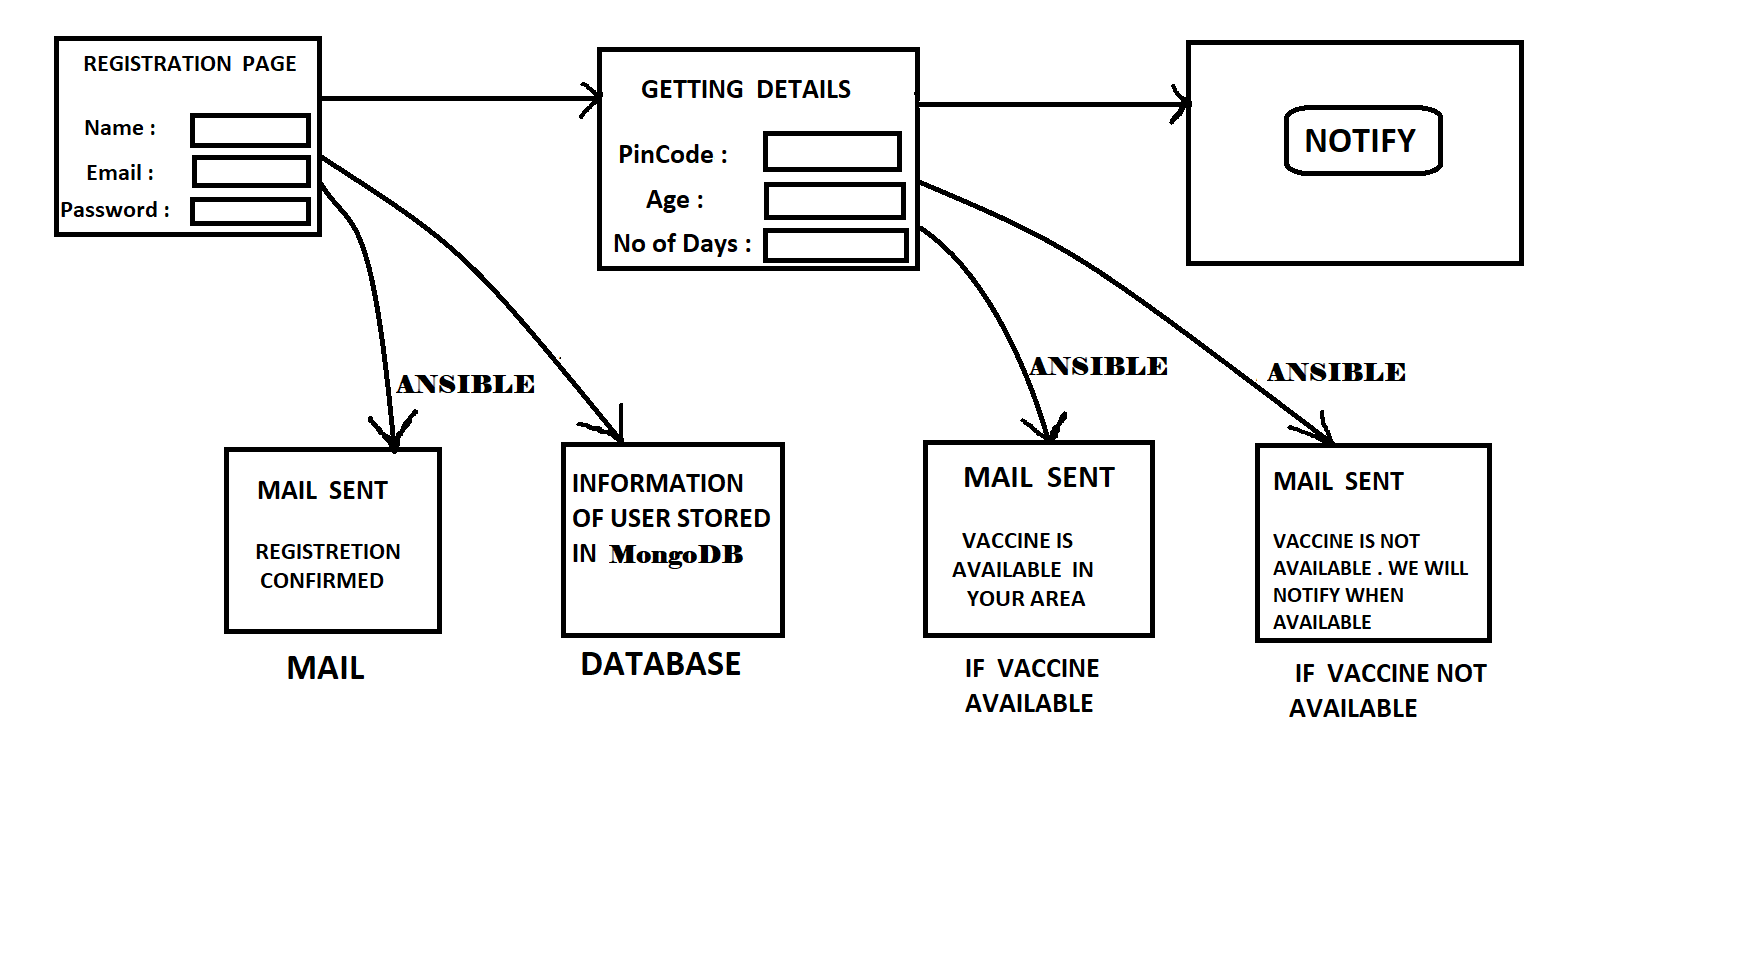 REGISTRATION PAGE
Name :
Email :
Password :
GETTING DETAILS
PinCode :
Age :
No of Days :
NOTIFY
ANSIBLE
ANSIBLE
ANSIBLE
MAIL SENT
REGISTRETION
CONFIRMED
MAIL
INFORMATION
OF USER STORED
IN MongoDB
DATABASE
MAIL SENT
VACCINE IS
AVAILABLE IN
YOUR AREA
IF VACCINE
AVAILABLE
MAIL SENT
VACCINE IS NOT
AVAILABLE . WE WILL
NOTIFY WHEN
AVAILABLE
IF VACCINE NOT
AVAILABLE